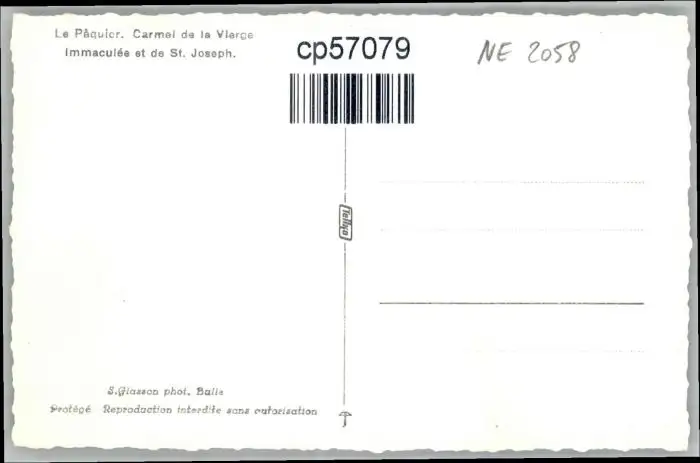 Le Pâquier. Carmel de la Vierge
Immaculée et de St. Joseph.
cp57079
NE 2058
Tellko
S. Glasson phot. Bulle
Protégé Reproduction interdite sans autorisation